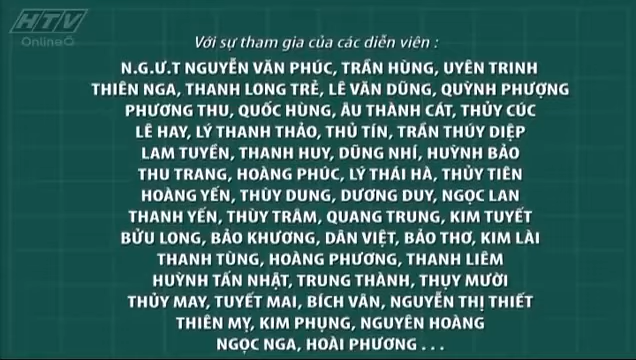 HTV
Online
Với sự tham gia của các diễn viên :
N.G.Ư.T NGUYỄN VĂN PHÚC, TRẦN HÙNG, UYÊN TRINH
THIÊN NGA, THANH LONG TRẺ, LÊ VĂN DŨNG, QUỲNH PHƯỢNG
PHƯƠNG THU, QUỐC HÙNG, ÂU THÀNH CÁT, THỦY CÚC
LÊ HAY, LÝ THANH THẢO, THỦ TÍN, TRẦN THÚY DIỆP
LAM TUYỀN, THANH HUY, DŨNG NHÍ, HUỲNH BẢO
THU TRANG, HOÀNG PHÚC, LÝ THÁI HÀ, THỦY TIÊN
HOÀNG YẾN, THÙY DUNG, DƯƠNG DUY, NGỌC LAN
THANH YẾN, THÙY TRÂM, QUANG TRUNG, KIM TUYẾT
BỬU LONG, BẢO KHƯƠNG, DÂN VIỆT, BẢO THƠ, KIM LÀI
THANH TÙNG, HOÀNG PHƯƠNG, THANH LIÊM
HUỲNH TẤN NHẬT, TRUNG THÀNH, THỤY MƯỜI
THỦY MAY, TUYẾT MAI, BÍCH VÂN, NGUYỄN THỊ THIẾT
THIÊN MỴ, KIM PHỤNG, NGUYÊN HOÀNG
NGỌC NGA, HOÀI PHƯƠNG . . .